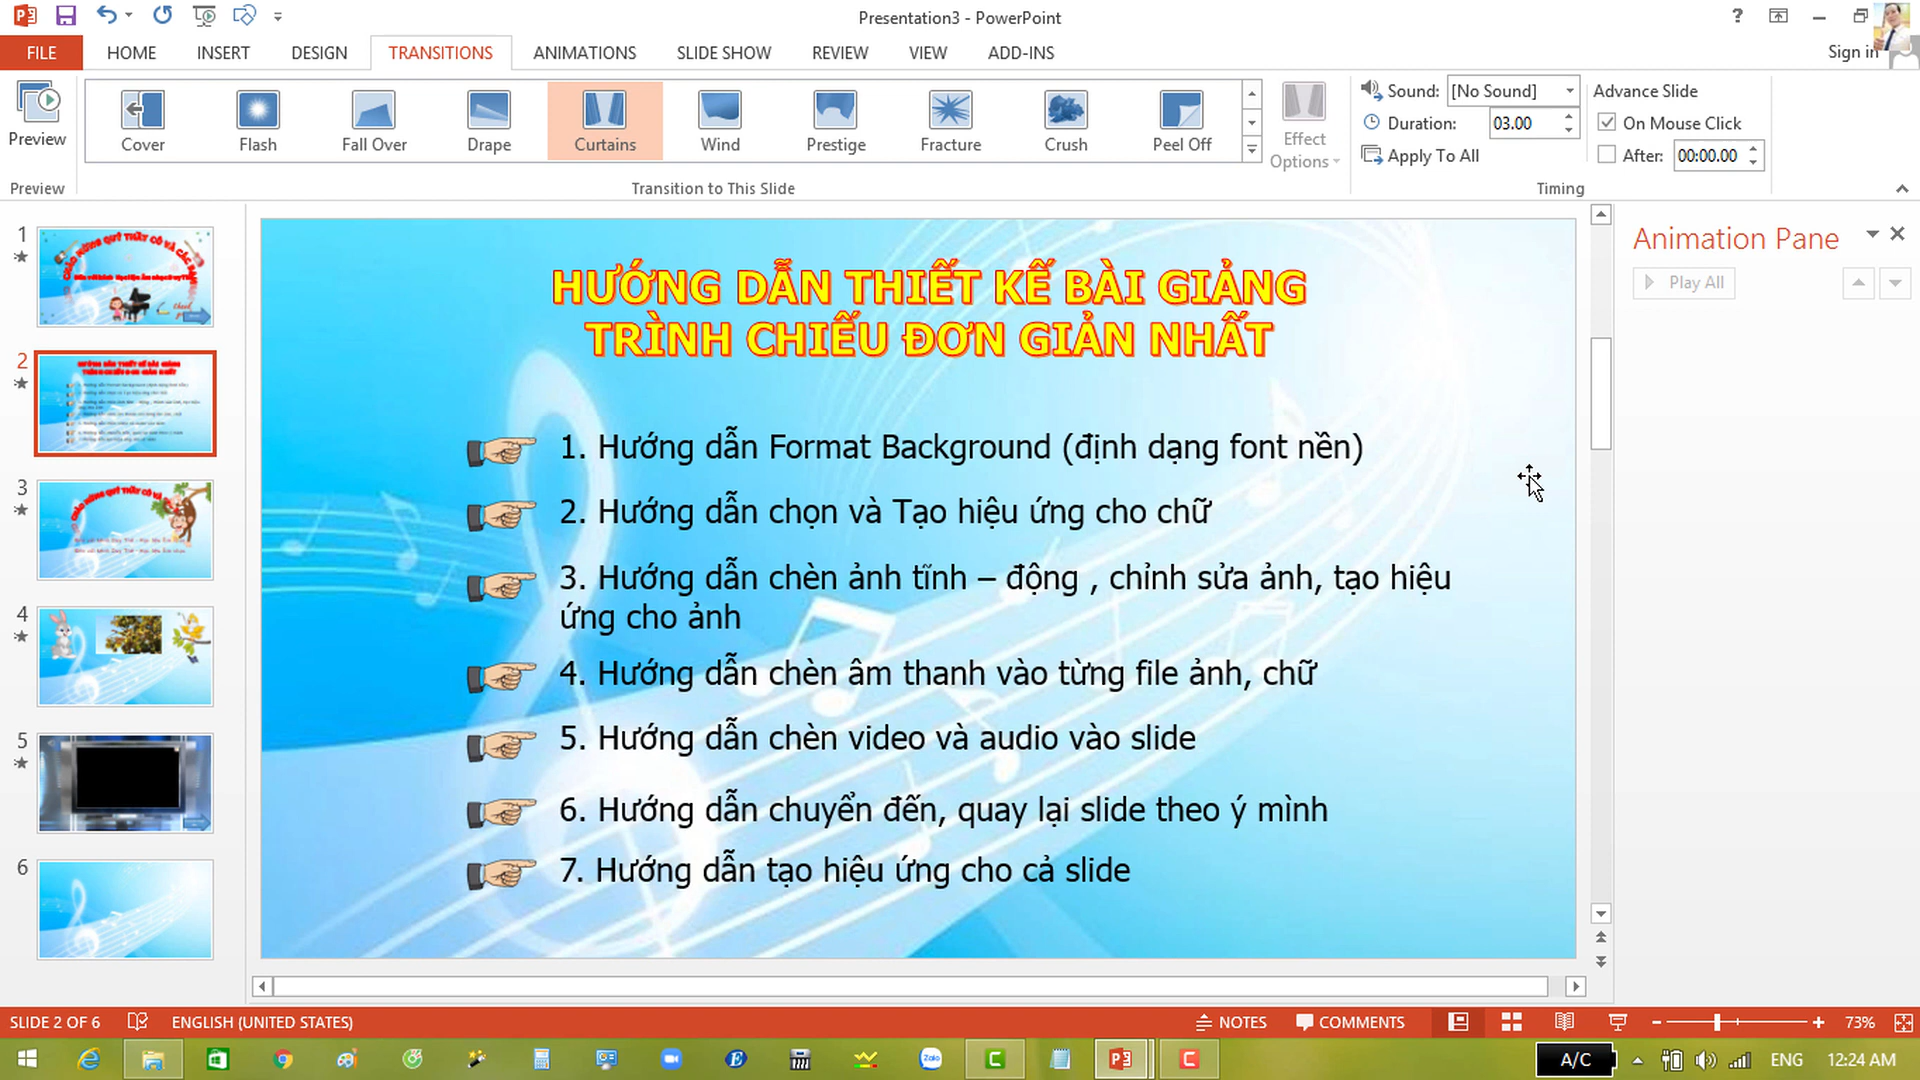 Presentation3 - PowerPoint
Sign in
FILE HOME INSERT DESIGN TRANSITIONS ANIMATIONS SLIDE SHOW REVIEW VIEW ADD-INS
Preview
Cover Flash Fall Over Drape Curtains Wind Prestige Fracture Crush Peel Off
Effect Options
Sound: [No Sound]
Duration: 03.00
Apply To All
Advance Slide
On Mouse Click
After: 00:00.00
Preview Transition to This Slide Timing
1
2
3
4
5
6
HƯỚNG DẪN THIẾT KẾ BÀI GIẢNG
TRÌNH CHIẾU ĐƠN GIẢN NHẤT
1. Hướng dẫn Format Background (định dạng font nền)
2. Hướng dẫn chọn và Tạo hiệu ứng cho chữ
3. Hướng dẫn chèn ảnh tĩnh – động , chỉnh sửa ảnh, tạo hiệu
ứng cho ảnh
4. Hướng dẫn chèn âm thanh vào từng file ảnh, chữ
5. Hướng dẫn chèn video và audio vào slide
6. Hướng dẫn chuyển đến, quay lại slide theo ý mình
7. Hướng dẫn tạo hiệu ứng cho cả slide
Animation Pane
Play All
SLIDE 2 OF 6 ENGLISH (UNITED STATES) NOTES COMMENTS 73%
Zalo A/C ENG 12:24 AM